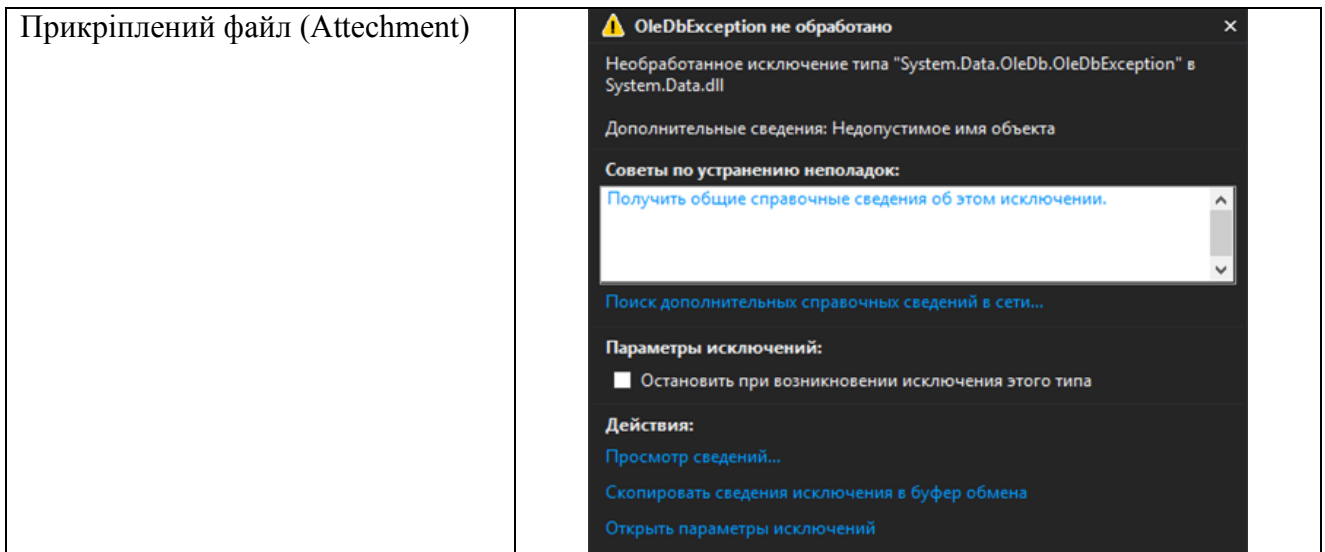 Прикріплений файл (Attechment)
OleDbException не обработано
Необработанное исключение типа "System.Data.OleDb.OleDbException" в
System.Data.dll
Дополнительные сведения: Недопустимое имя объекта
Советы по устранению неполадок:
Получить общие справочные сведения об этом исключении.
Поиск дополнительных справочных сведений в сети...
Параметры исключений:
Остановить при возникновении исключения этого типа
Действия:
Просмотр сведений...
Скопировать сведения исключения в буфер обмена
Открыть параметры исключений